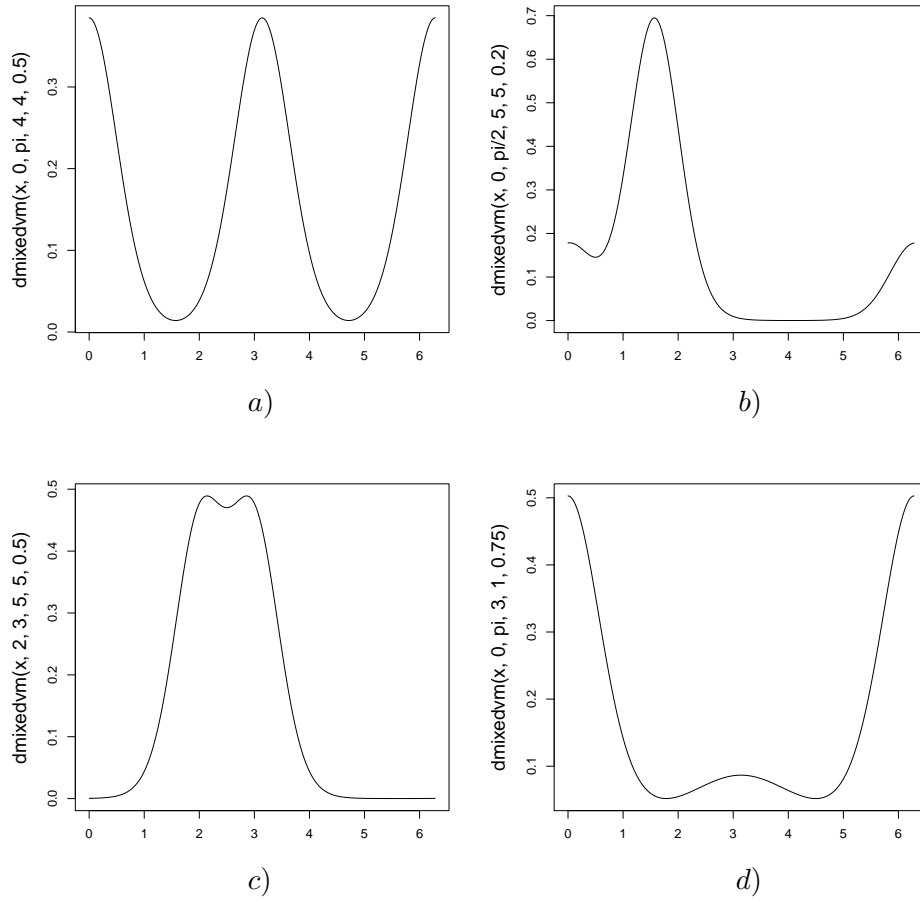 dmixedvm(x, 0, pi, 4, 4, 0.5)
0.0 0.1 0.2 0.3
0 1 2 3 4 5 6
a)
dmixedvm(x, 0, pi/2, 5, 5, 0.2)
0.0 0.1 0.2 0.3 0.4 0.5 0.6 0.7
0 1 2 3 4 5 6
b)
dmixedvm(x, 2, 3, 5, 5, 0.5)
0.0 0.1 0.2 0.3 0.4 0.5
0 1 2 3 4 5 6
c)
dmixedvm(x, 0, pi, 3, 1, 0.75)
0.1 0.2 0.3 0.4 0.5
0 1 2 3 4 5 6
d)